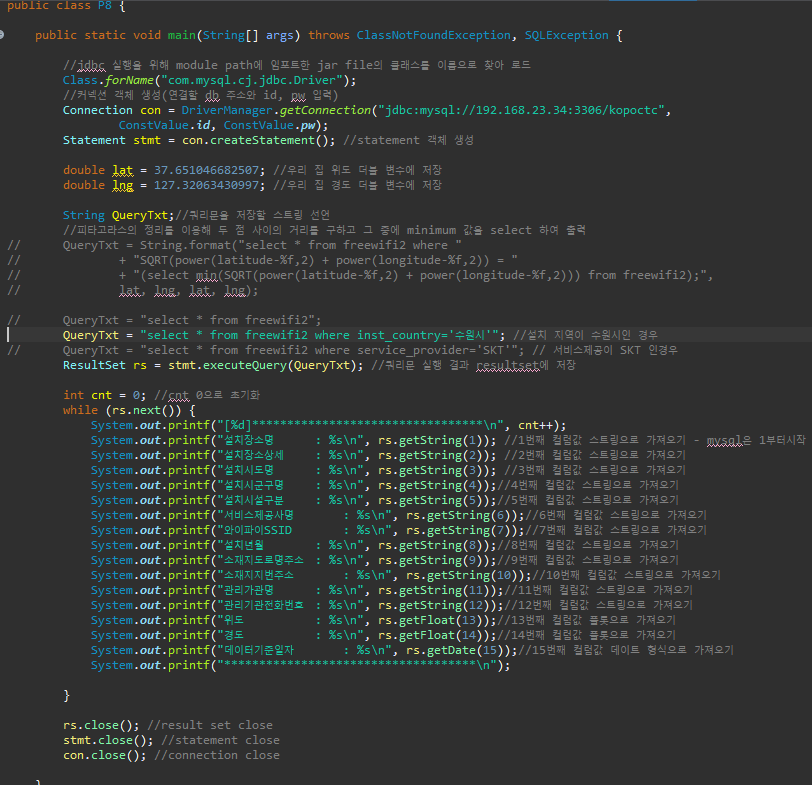 public class P8 {
public static void main(String[] args) throws ClassNotFoundException, SQLException {
//jdbc 실행을 위해 module path에 임포트한 jar file의 클래스를 이름으로 찾아 로드
Class.forName("com.mysql.cj.jdbc.Driver");
//커넥션 객체 생성(연결할 db 주소와 id, pw 입력)
Connection con = DriverManager.getConnection("jdbc:mysql://192.168.23.34:3306/kopoctc",
ConstValue.id, ConstValue.pw);
Statement stmt = con.createStatement(); //statement 객체 생성
double lat = 37.651046682507; //우리 집 위도 더블 변수에 저장
double lng = 127.32063430997; //우리 집 경도 더블 변수에 저장
String QueryTxt;//쿼리문을 저장할 스트링 선언
//피타고라스의 정리를 이용해 두 점 사이의 거리를 구하고 그 중에 minimum 값을 select 하여 출력
// QueryTxt = String.format("select * from freewifi2 where "
// + "SQRT(power(latitude-%f,2) + power(longitude-%f,2)) = "
// + "(select min(SQRT(power(latitude-%f,2) + power(longitude-%f,2))) from freewifi2);",
// lat, lng, lat, lng);
// QueryTxt = "select * from freewifi2";
QueryTxt = "select * from freewifi2 where inst_country='수원시'"; //설치 지역이 수원시인 경우
// QueryTxt = "select * from freewifi2 where service_provider='SKT'"; // 서비스제공이 SKT 인경우
ResultSet rs = stmt.executeQuery(QueryTxt); //쿼리문 실행 결과 resultset에 저장
int cnt = 0; //cnt 0으로 초기화
while (rs.next()) {
System.out.printf("[%d]*********************************\n", cnt++);
System.out.printf("설치장소명 : %s\n", rs.getString(1)); //1번째 컬럼값 스트링으로 가져오기 - mysql은 1부터시작
System.out.printf("설치장소상세 : %s\n", rs.getString(2)); //2번째 컬럼값 스트링으로 가져오기
System.out.printf("설치시도명 : %s\n", rs.getString(3)); //3번째 컬럼값 스트링으로 가져오기
System.out.printf("설치시군구명 : %s\n", rs.getString(4));//4번째 컬럼값 스트링으로 가져오기
System.out.printf("설치시설구분 : %s\n", rs.getString(5));//5번째 컬럼값 스트링으로 가져오기
System.out.printf("서비스제공사명 : %s\n", rs.getString(6));//6번째 컬럼값 스트링으로 가져오기
System.out.printf("와이파이SSID : %s\n", rs.getString(7));//7번째 컬럼값 스트링으로 가져오기
System.out.printf("설치년월 : %s\n", rs.getString(8));//8번째 컬럼값 스트링으로 가져오기
System.out.printf("소재지도로명주소 : %s\n", rs.getString(9));//9번째 컬럼값 스트링으로 가져오기
System.out.printf("소재지지번주소 : %s\n", rs.getString(10));//10번째 컬럼값 스트링으로 가져오기
System.out.printf("관리기관명 : %s\n", rs.getString(11));//11번째 컬럼값 스트링으로 가져오기
System.out.printf("관리기관전화번호 : %s\n", rs.getString(12));//12번째 컬럼값 스트링으로 가져오기
System.out.printf("위도 : %s\n", rs.getFloat(13));//13번째 컬럼값 플롯으로 가져오기
System.out.printf("경도 : %s\n", rs.getFloat(14));//14번째 컬럼값 플롯으로 가져오기
System.out.printf("데이터기준일자 : %s\n", rs.getDate(15));//15번째 컬럼값 데이트 형식으로 가져오기
System.out.printf("************************************\n");
}
rs.close(); //result set close
stmt.close(); //statement close
con.close(); //connection close
}